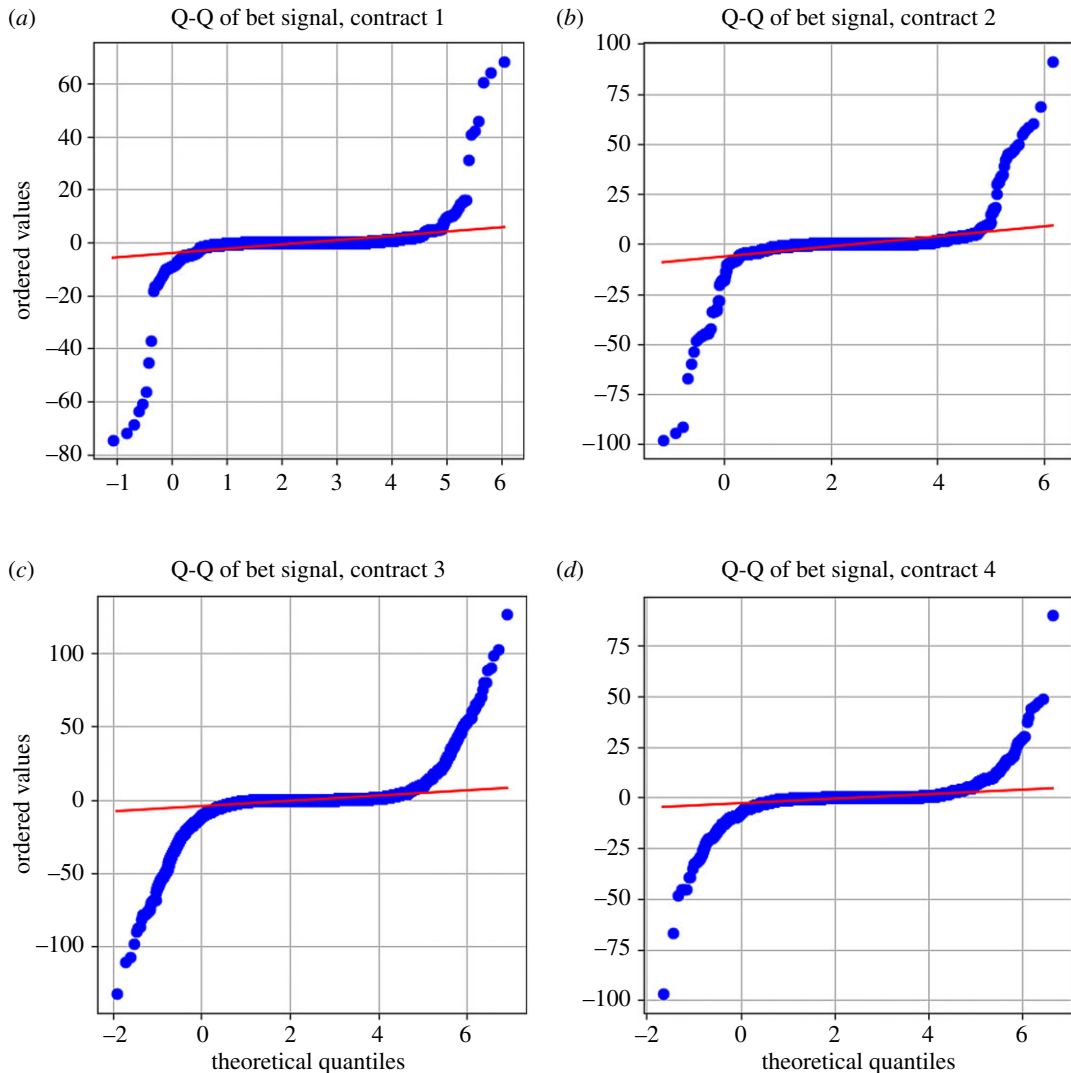 (a) Q-Q of bet signal, contract 1
60
40
20
0
–20
–40
–60
–80
ordered values
–1 0 1 2 3 4 5 6
(b) Q-Q of bet signal, contract 2
100
75
50
25
0
–25
–50
–75
–100
0 2 4 6
(c) Q-Q of bet signal, contract 3
100
50
0
–50
–100
ordered values
–2 0 2 4 6
theoretical quantiles
(d) Q-Q of bet signal, contract 4
75
50
25
0
–25
–50
–75
–100
–2 0 2 4 6
theoretical quantiles